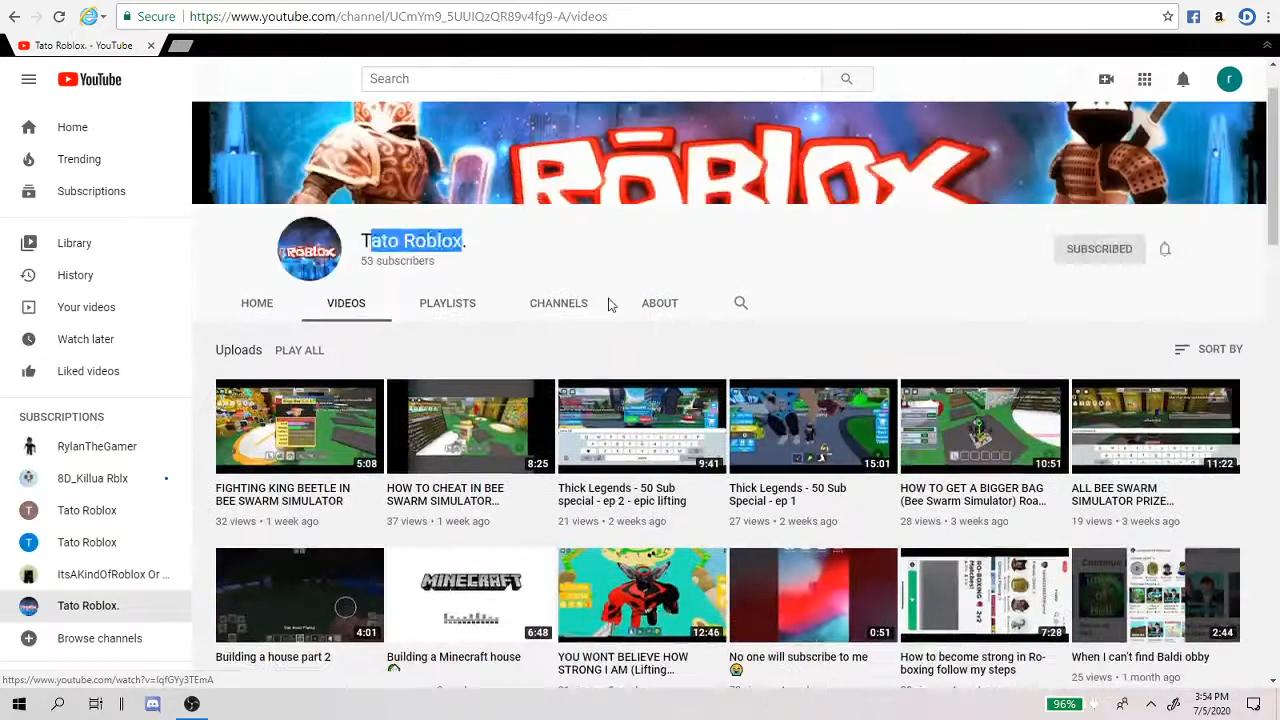 Secure https://www.youtube.com/channel/UCmYm9_5UUIQzQR89v4fg9-A/videos
Tato Roblox. - YouTube
YouTube
Search
r
Home
Trending
Subscriptions
Library
History
Your videos
Watch later
Liked videos
SUBSCRIPTIONS
RylanTheGamer
8D_Killua Rblx
Tato Roblox
Tato Roblox
ItsAKindOfRoblox Or ...
Tato Roblox.
Browse channels
ROBLOX
ROBLOX
Tato Roblox.
53 subscribers
SUBSCRIBED
HOME VIDEOS PLAYLISTS CHANNELS ABOUT
Uploads PLAY ALL SORT BY
5:08
FIGHTING KING BEETLE IN
BEE SWARM SIMULATOR
32 views • 1 week ago
8:25
HOW TO CHEAT IN BEE
SWARM SIMULATOR...
37 views • 1 week ago
9:41
Thick Legends - 50 Sub
special - ep 2 - epic lifting
21 views • 2 weeks ago
15:01
Thick Legends - 50 Sub
Special - ep 1
27 views • 2 weeks ago
10:51
HOW TO GET A BIGGER BAG
(Bee Swarm Simulator) Roa...
28 views • 3 weeks ago
11:22
ALL BEE SWARM
SIMULATOR PRIZE...
19 views • 3 weeks ago
4:01
Building a house part 2
MINECRAFT
6:48
Building a Minecraft house
12:46
YOU WONT BELIEVE HOW
STRONG I AM (Lifting...
0:51
No one will subscribe to me
😭
7:28
How to become strong in Ro-
boxing follow my steps
Continue
2:44
When I can't find Baldi obby
25 views • 1 month ago
https://www.youtube.com/watch?v=IqfGYy3TEmA
96%
3:54 PM
7/5/2020